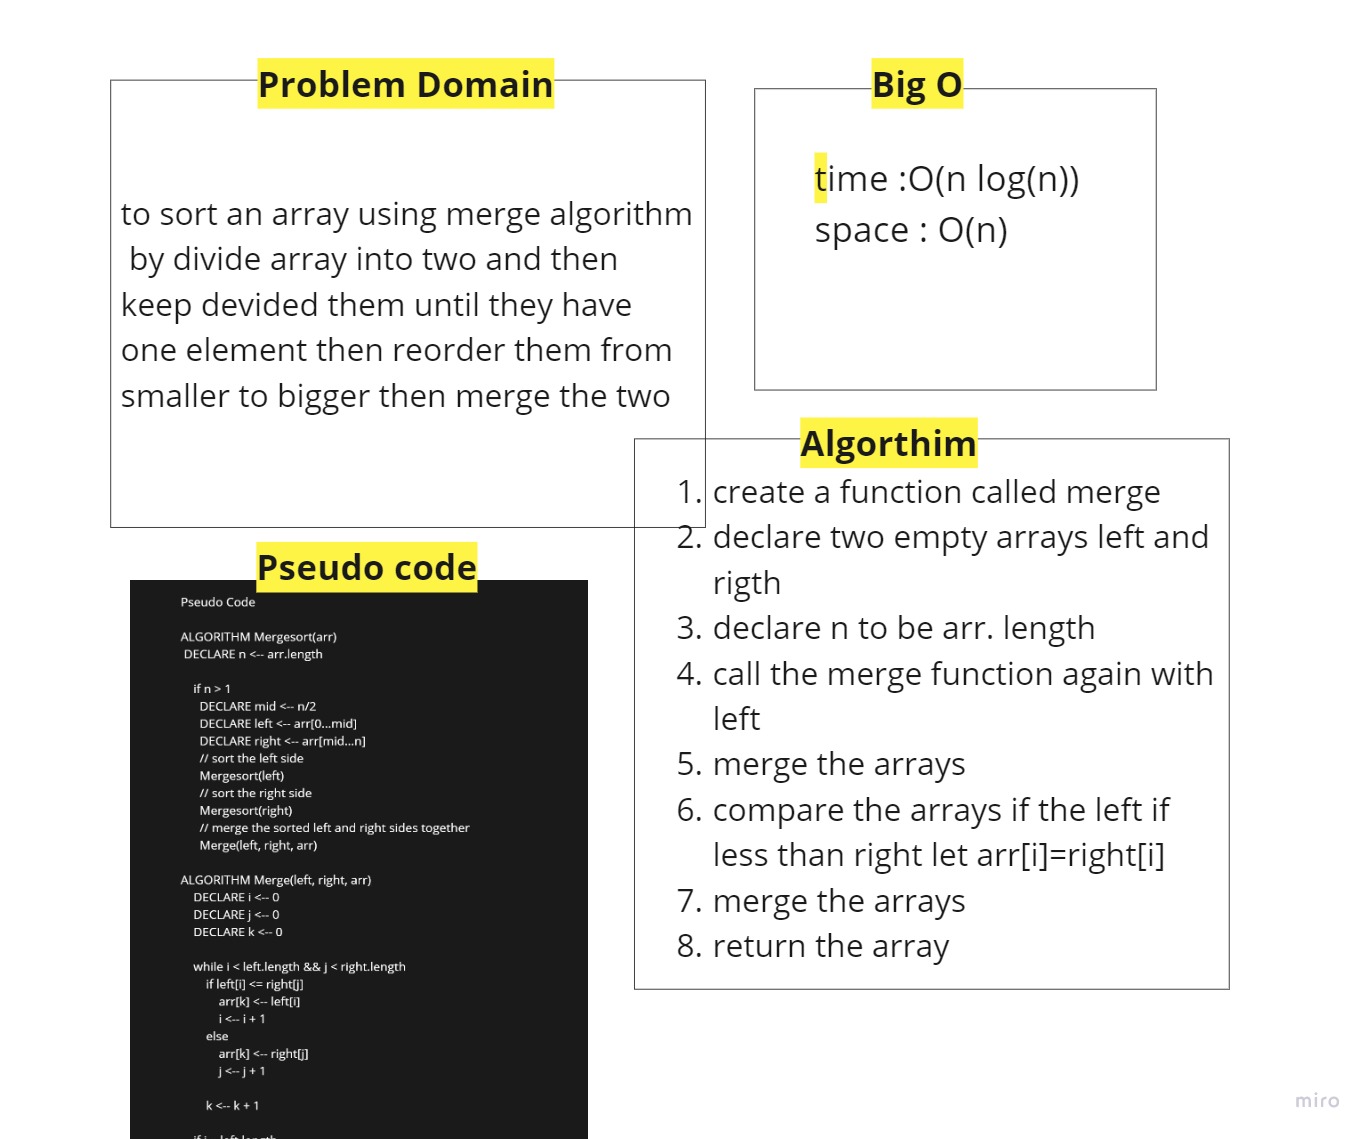 Problem Domain
to sort an array using merge algorithm
by divide array into two and then
keep devided them until they have
one element then reorder them from
smaller to bigger then merge the two
Big O
time :O(n log(n))
space : O(n)
Algorthim
1. create a function called merge
2. declare two empty arrays left and
rigth
3. declare n to be arr. length
4. call the merge function again with
left
5. merge the arrays
6. compare the arrays if the left if
less than right let arr[i]=right[i]
7. merge the arrays
8. return the array
Pseudo code
Pseudo Code
ALGORITHM Mergesort(arr)
DECLARE n <-- arr.length
if n > 1
DECLARE mid <-- n/2
DECLARE left <-- arr[0...mid]
DECLARE right <-- arr[mid...n]
// sort the left side
Mergesort(left)
// sort the right side
Mergesort(right)
// merge the sorted left and right sides together
Merge(left, right, arr)
ALGORITHM Merge(left, right, arr)
DECLARE i <-- 0
DECLARE j <-- 0
DECLARE k <-- 0
while i < left.length && j < right.length
if left[i] <= right[j]
arr[k] <-- left[i]
i <-- i + 1
else
arr[k] <-- right[j]
j <-- j + 1
k <-- k + 1
if i = left.length
miro